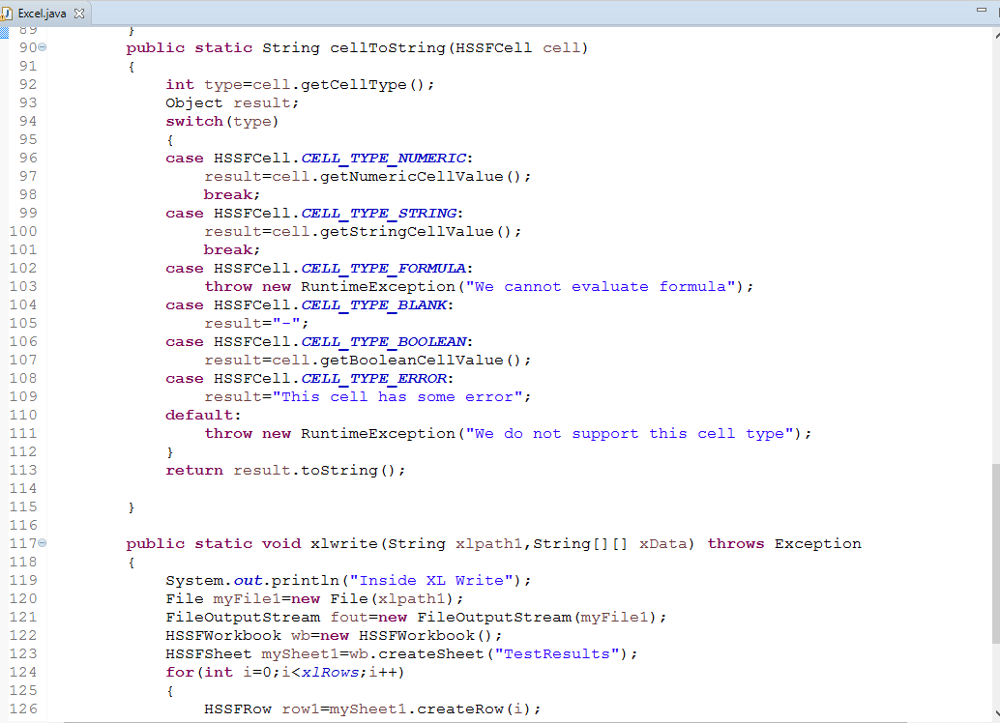 Excel.java
89 }
90 public static String cellToString(HSSFCell cell)
91 {
92 int type=cell.getCellType();
93 Object result;
94 switch(type)
95 {
96 case HSSFCell.CELL_TYPE_NUMERIC:
97 result=cell.getNumericCellValue();
98 break;
99 case HSSFCell.CELL_TYPE_STRING:
100 result=cell.getStringCellValue();
101 break;
102 case HSSFCell.CELL_TYPE_FORMULA:
103 throw new RuntimeException("We cannot evaluate formula");
104 case HSSFCell.CELL_TYPE_BLANK:
105 result="-";
106 case HSSFCell.CELL_TYPE_BOOLEAN:
107 result=cell.getBooleanCellValue();
108 case HSSFCell.CELL_TYPE_ERROR:
109 result="This cell has some error";
110 default:
111 throw new RuntimeException("We do not support this cell type");
112 }
113 return result.toString();
114
115 }
116
117 public static void xlwrite(String xlpath1,String[][] xData) throws Exception
118 {
119 System.out.println("Inside XL Write");
120 File myFile1=new File(xlpath1);
121 FileOutputStream fout=new FileOutputStream(myFile1);
122 HSSFWorkbook wb=new HSSFWorkbook();
123 HSSFSheet mySheet1=wb.createSheet("TestResults");
124 for(int i=0;i<xlRows;i++)
125 {
126 HSSFRow row1=mySheet1.createRow(i);